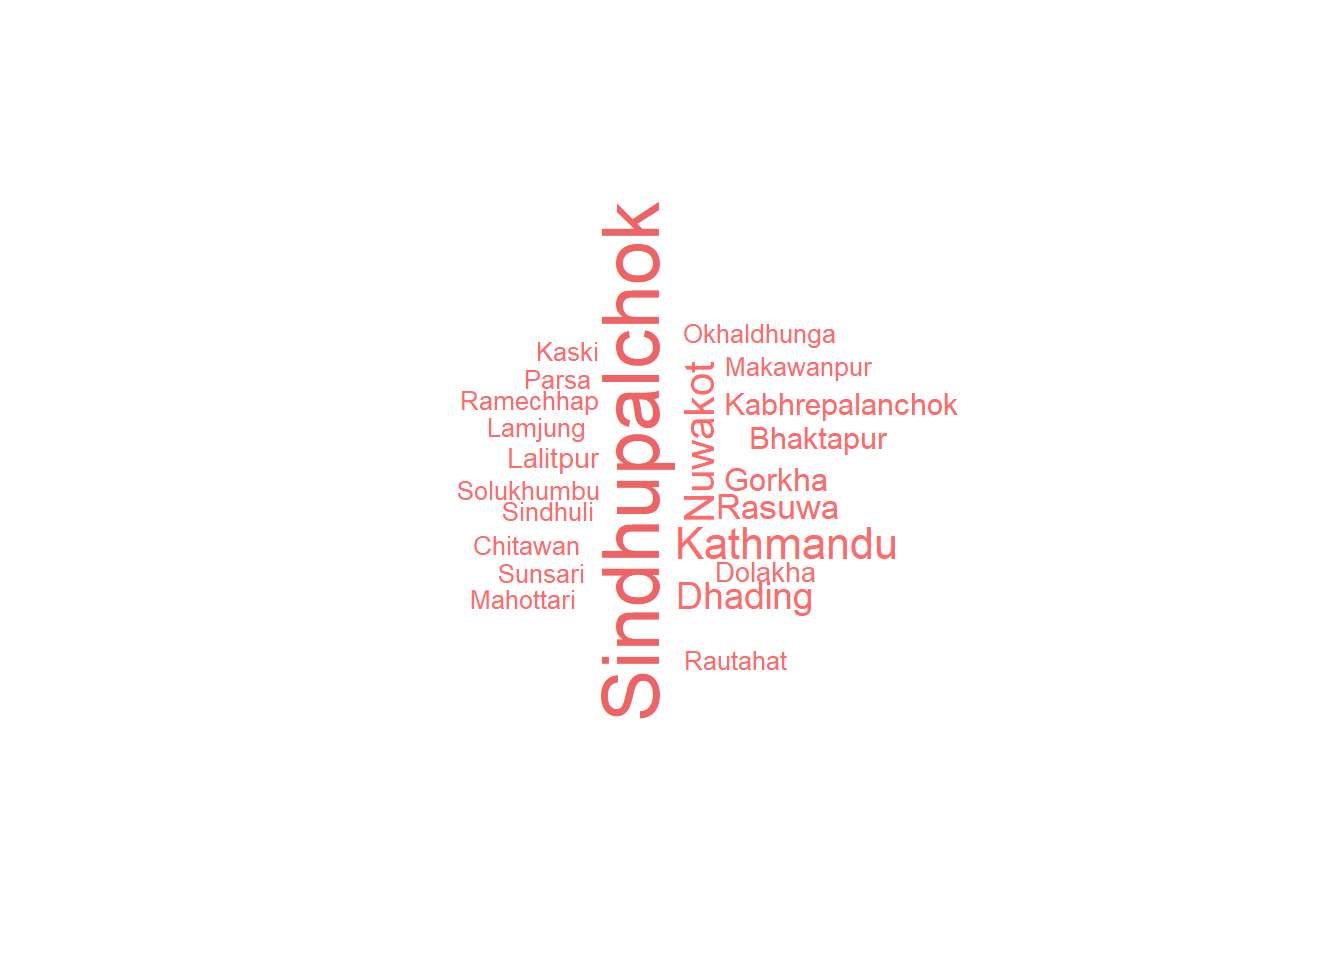 Sindhupalchok
Okhaldhunga
Kaski
Makawanpur
Parsa
Nuwakot
Ramechhap
Kabhrepalanchok
Lamjung
Bhaktapur
Lalitpur
Gorkha
Solukhumbu
Rasuwa
Sindhuli
Kathmandu
Chitawan
Dolakha
Sunsari
Dhading
Mahottari
Rautahat